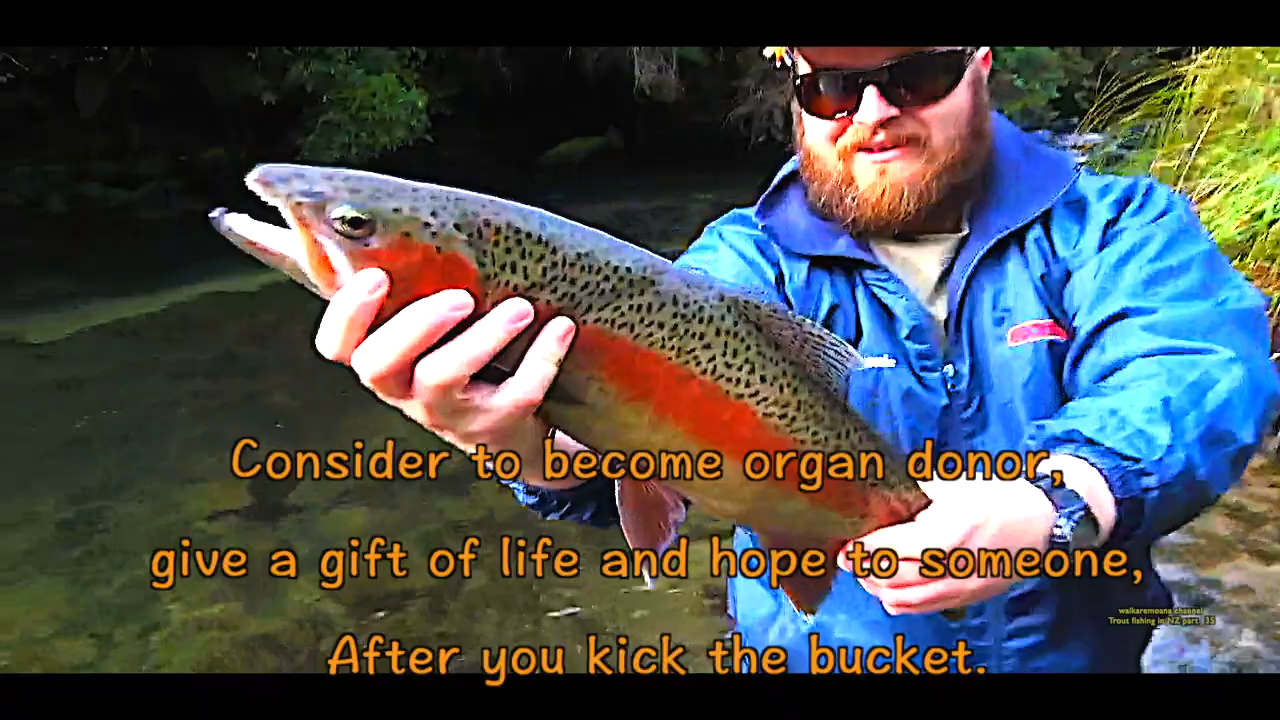 Consider to become organ donor,
give a gift of life and hope to someone,
After you kick the bucket.
waikaremoana channel
Trout fishing in NZ part 135